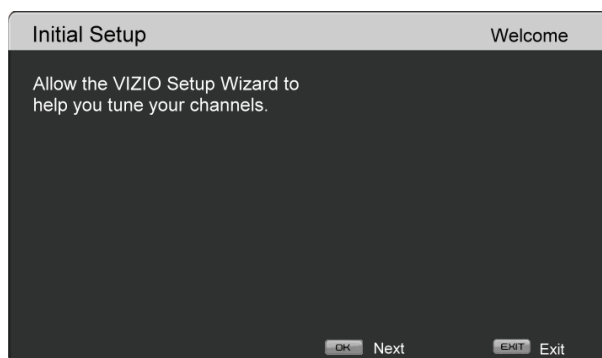 Initial Setup Welcome
Allow the VIZIO Setup Wizard to
help you tune your channels.
OK Next EXIT Exit